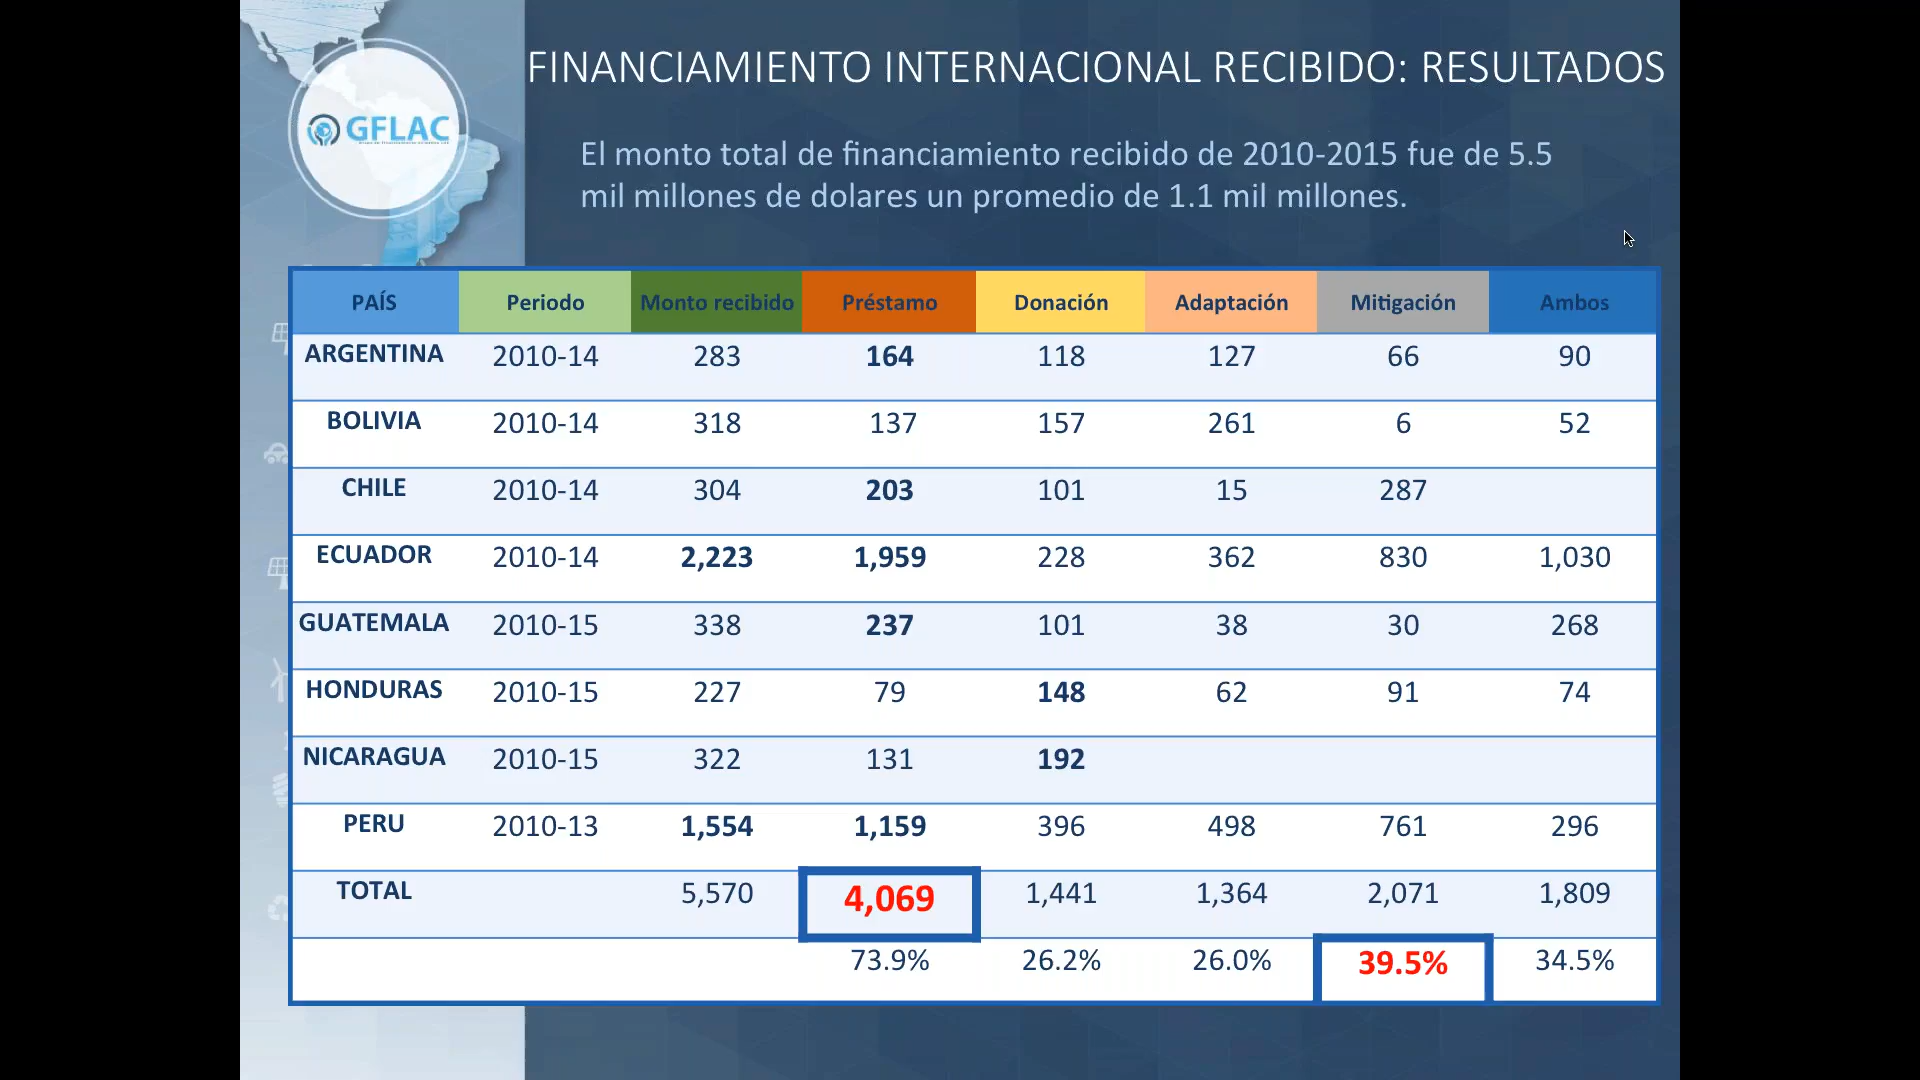 FINANCIAMIENTO INTERNACIONAL RECIBIDO: RESULTADOS
GFLAC
El monto total de financiamiento recibido de 2010-2015 fue de 5.5
mil millones de dolares un promedio de 1.1 mil millones.
PAÍS Periodo Monto recibido Préstamo Donación Adaptación Mitigación Ambos
ARGENTINA 2010-14 283 164 118 127 66 90
BOLIVIA 2010-14 318 137 157 261 6 52
CHILE 2010-14 304 203 101 15 287
ECUADOR 2010-14 2,223 1,959 228 362 830 1,030
GUATEMALA 2010-15 338 237 101 38 30 268
HONDURAS 2010-15 227 79 148 62 91 74
NICARAGUA 2010-15 322 131 192
PERU 2010-13 1,554 1,159 396 498 761 296
TOTAL 5,570 4,069 1,441 1,364 2,071 1,809
73.9% 26.2% 26.0% 39.5% 34.5%